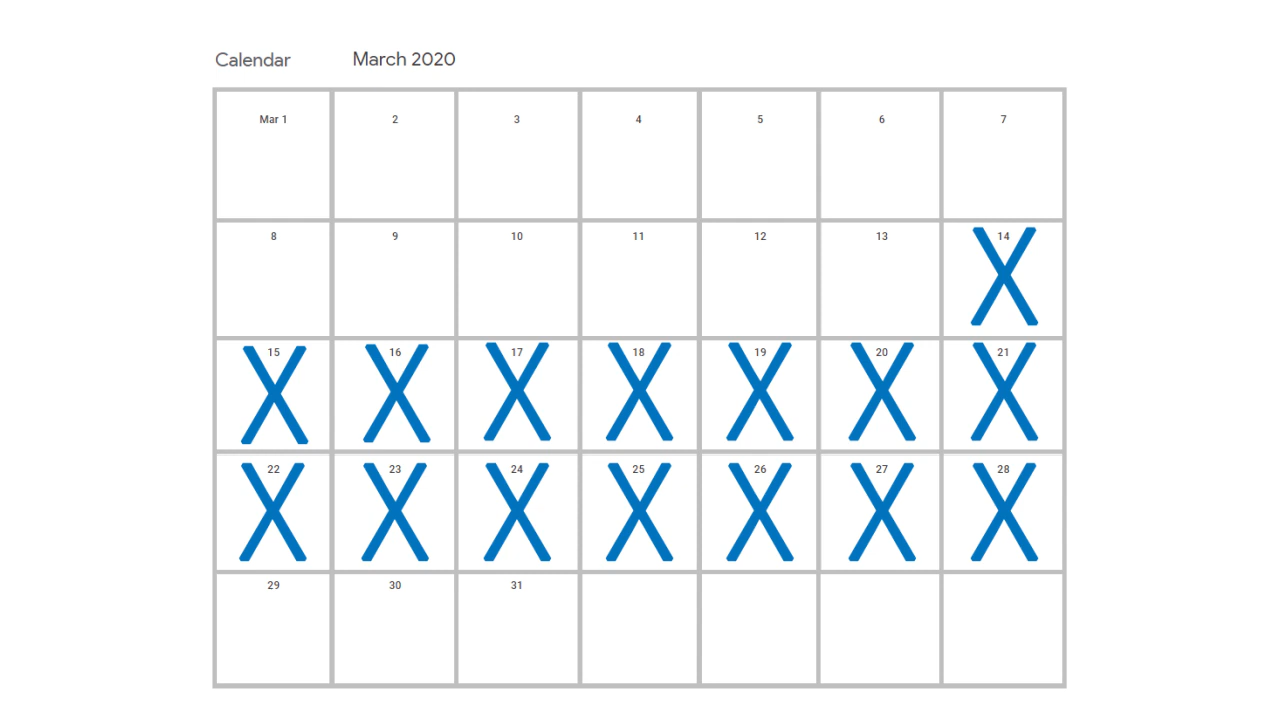 Calendar March 2020
Mar 1 2 3 4 5 6 7
8 9 10 11 12 13 14
15 16 17 18 19 20 21
22 23 24 25 26 27 28
29 30 31